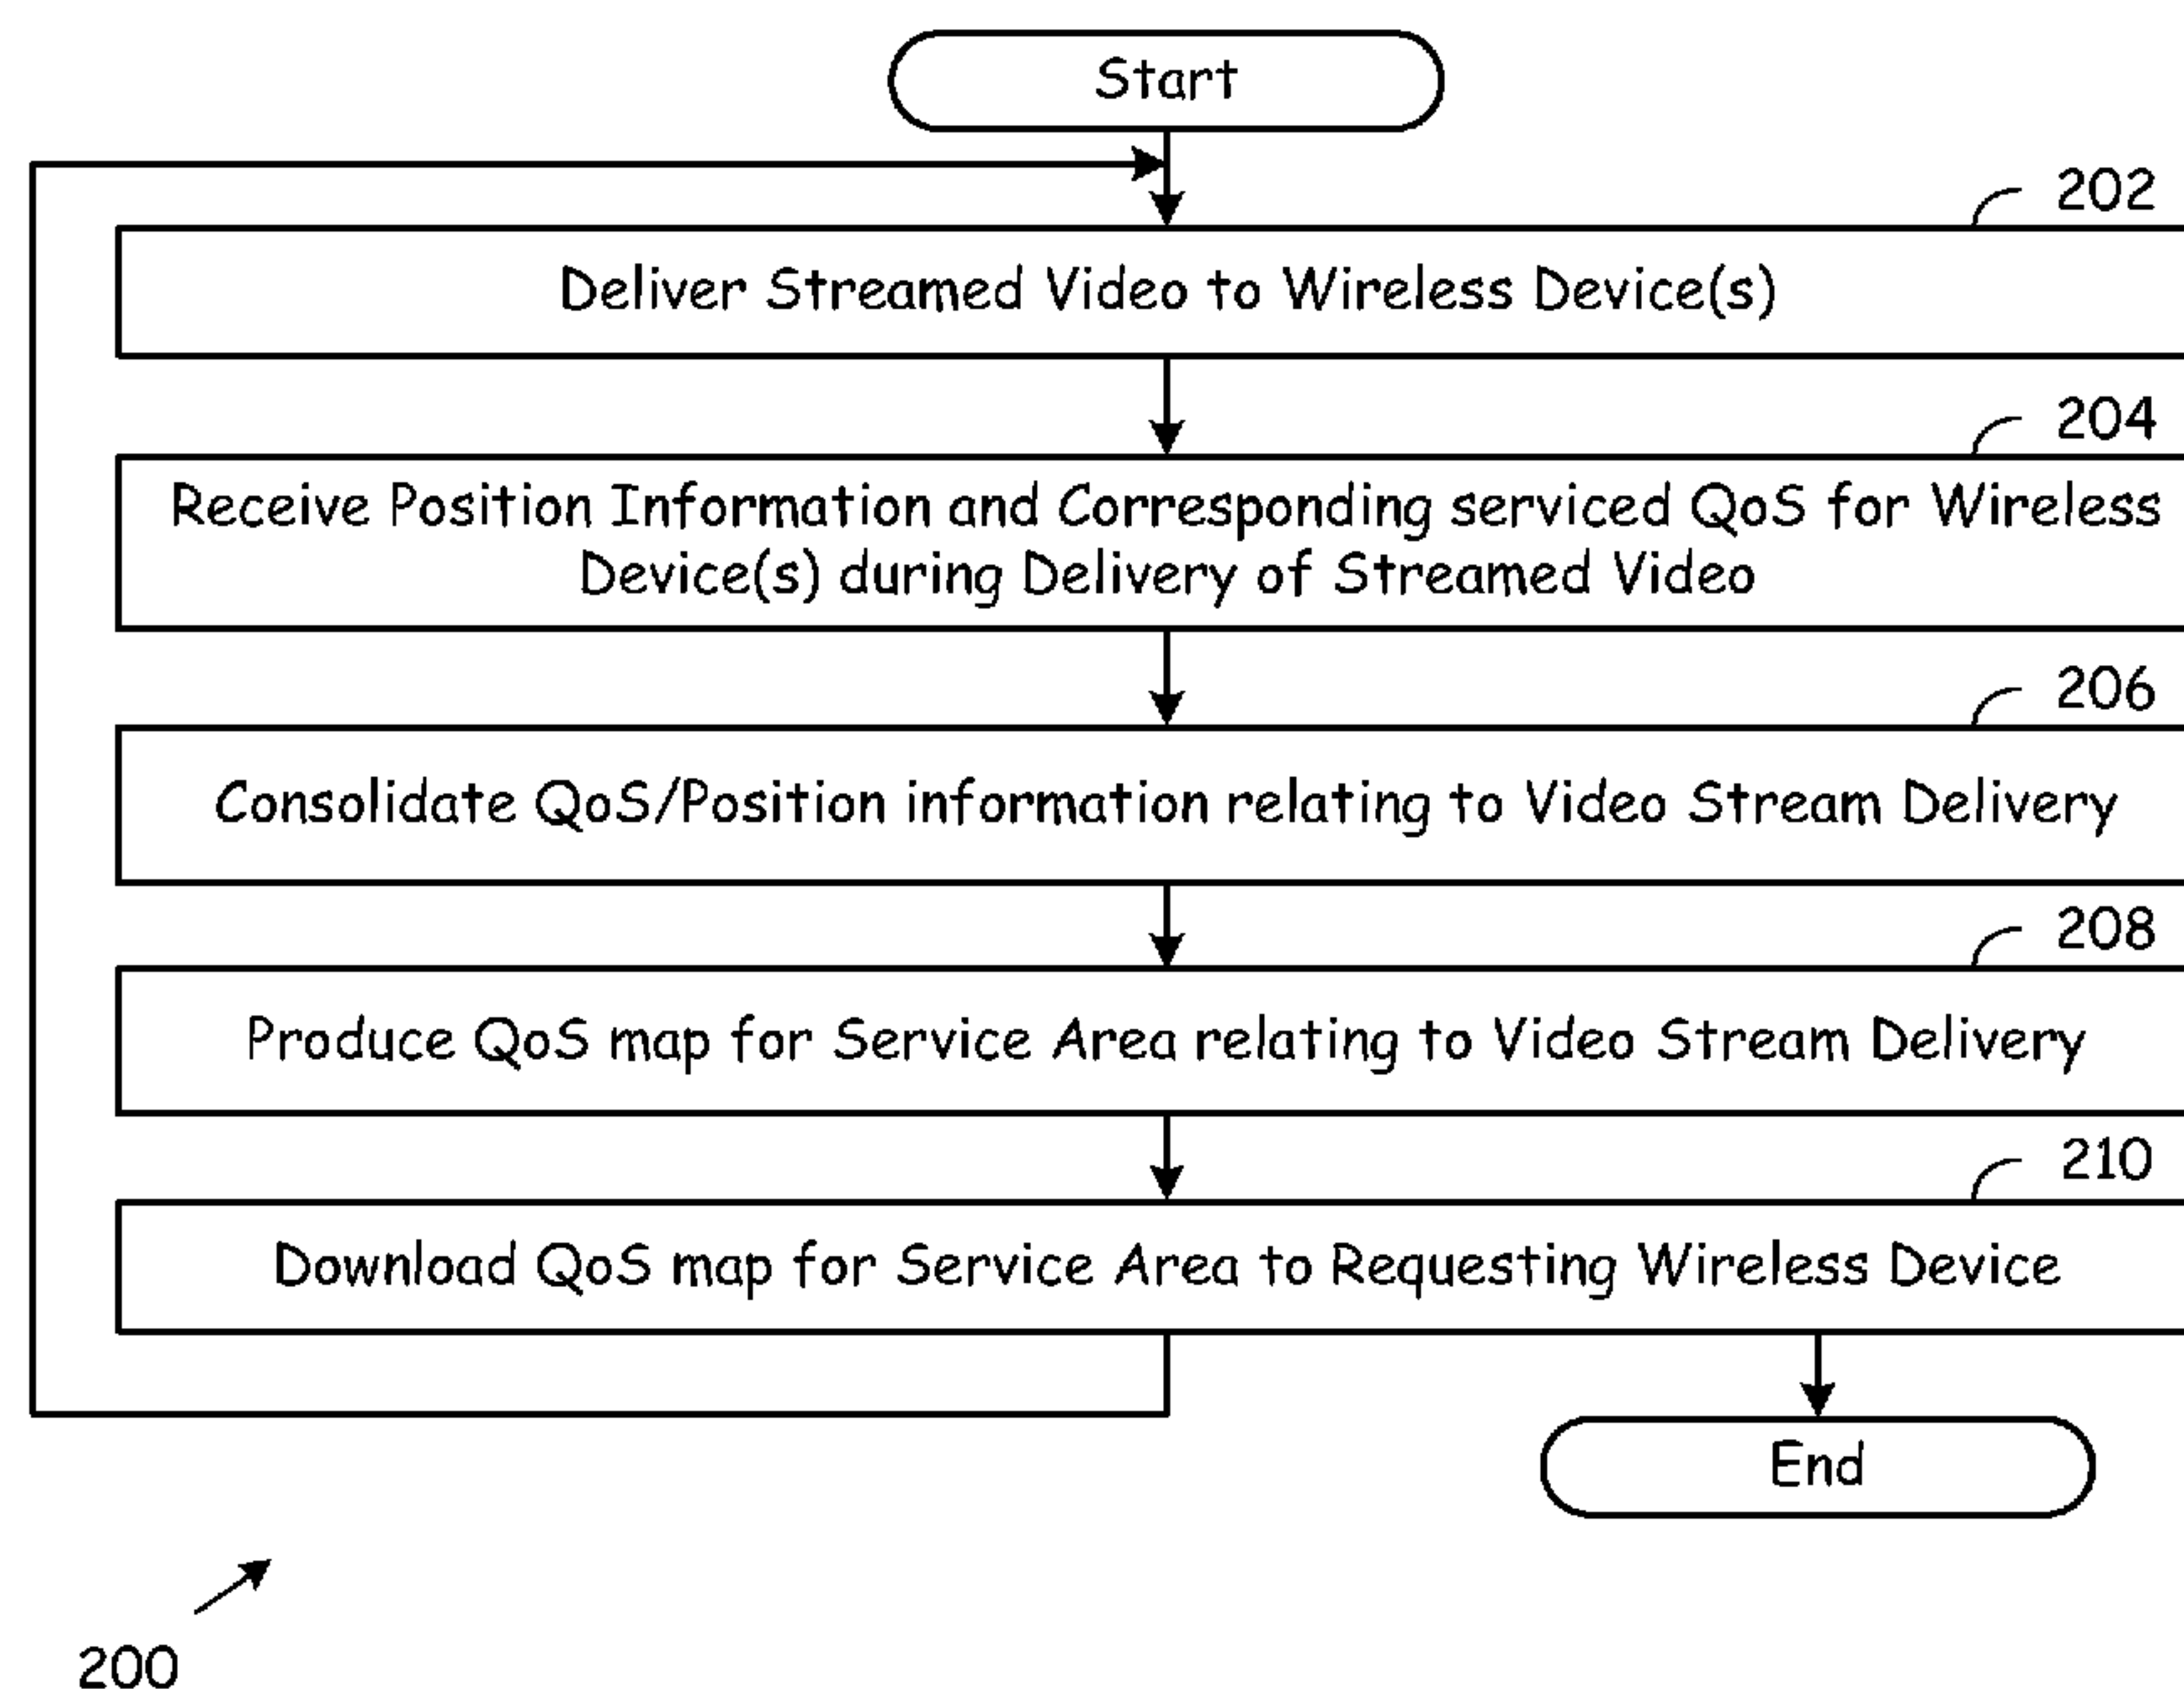 Start
202
Deliver Streamed Video to Wireless Device(s)
204
Receive Position Information and Corresponding serviced QoS for Wireless
Device(s) during Delivery of Streamed Video
206
Consolidate QoS/Position information relating to Video Stream Delivery
208
Produce QoS map for Service Area relating to Video Stream Delivery
210
Download QoS map for Service Area to Requesting Wireless Device
End
200